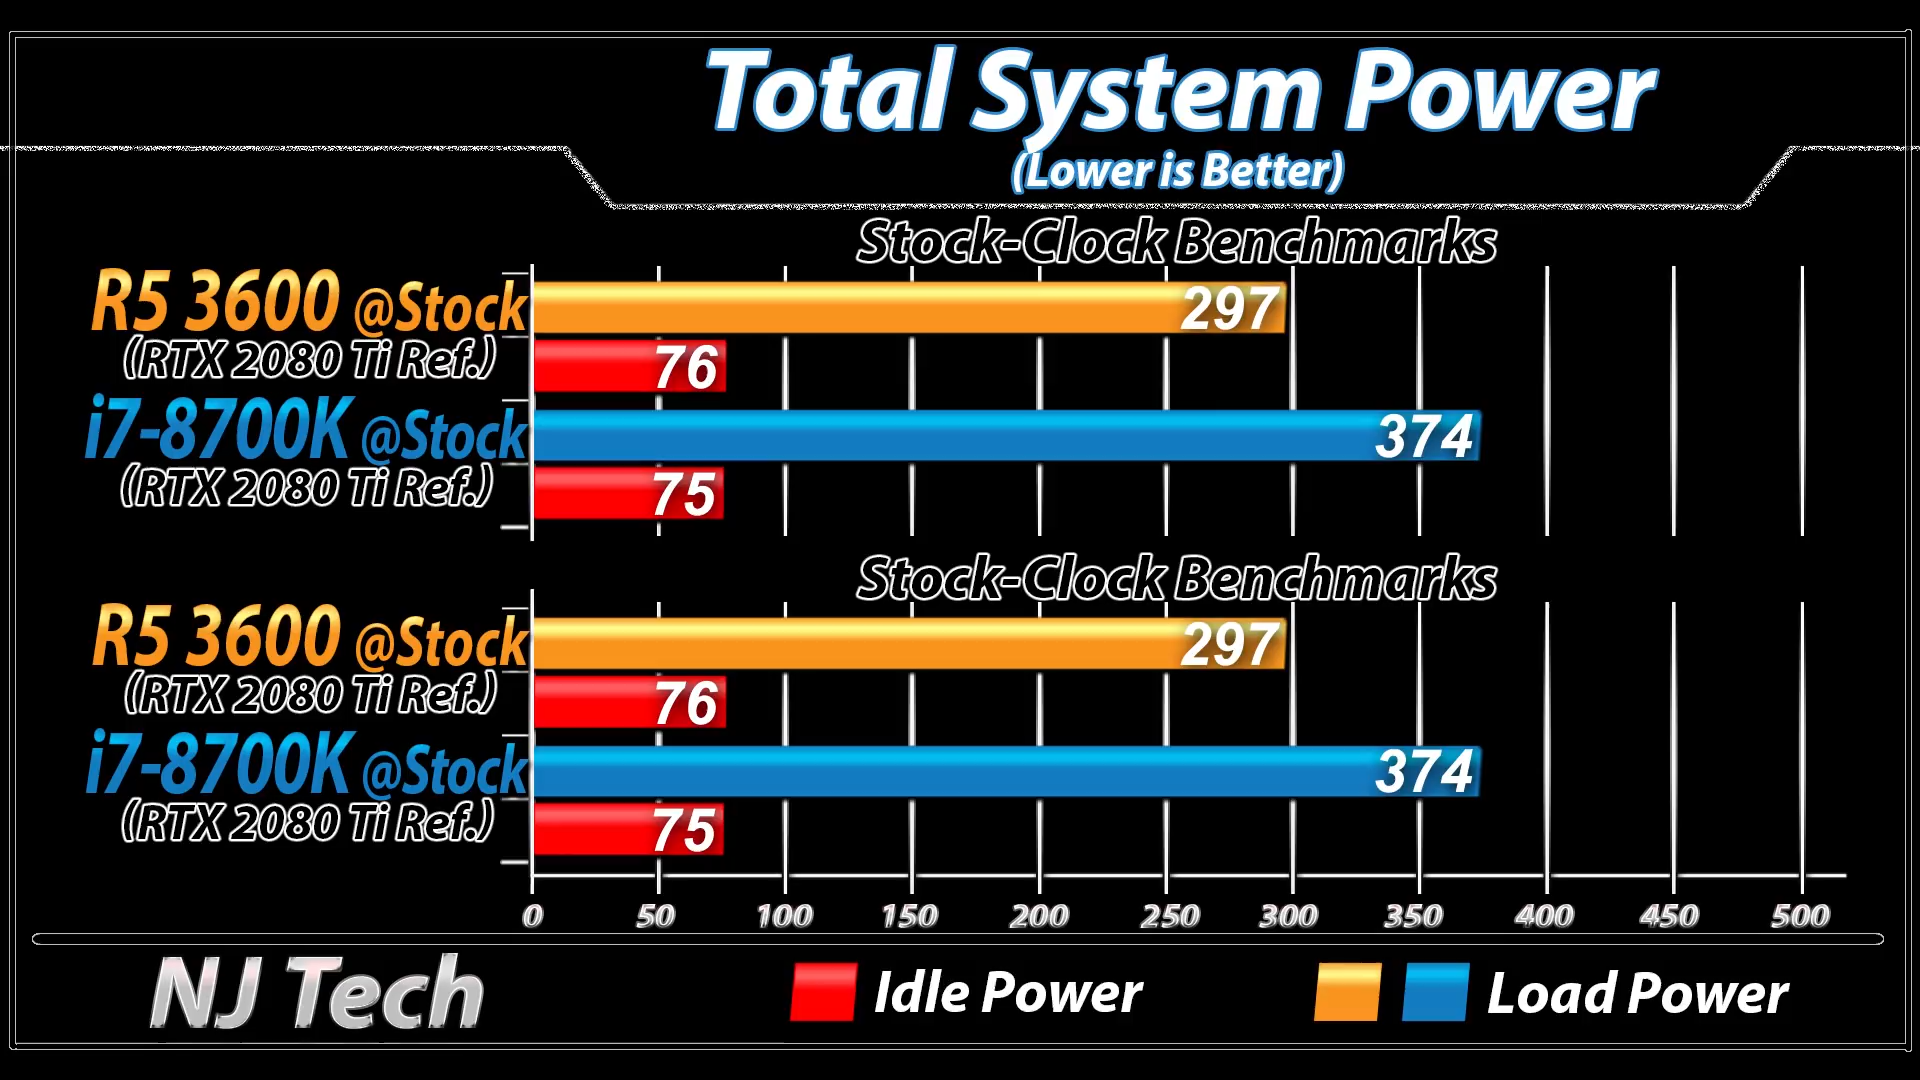 Total System Power
(Lower is Better)
Stock-Clock Benchmarks
R5 3600 @Stock
297
(RTX 2080 Ti Ref.)
76
i7-8700K @Stock
374
(RTX 2080 Ti Ref.)
75
Stock-Clock Benchmarks
R5 3600 @Stock
297
(RTX 2080 Ti Ref.)
76
i7-8700K @Stock
374
(RTX 2080 Ti Ref.)
75
0 50 100 150 200 250 300 350 400 450 500
NJ Tech
Idle Power
Load Power